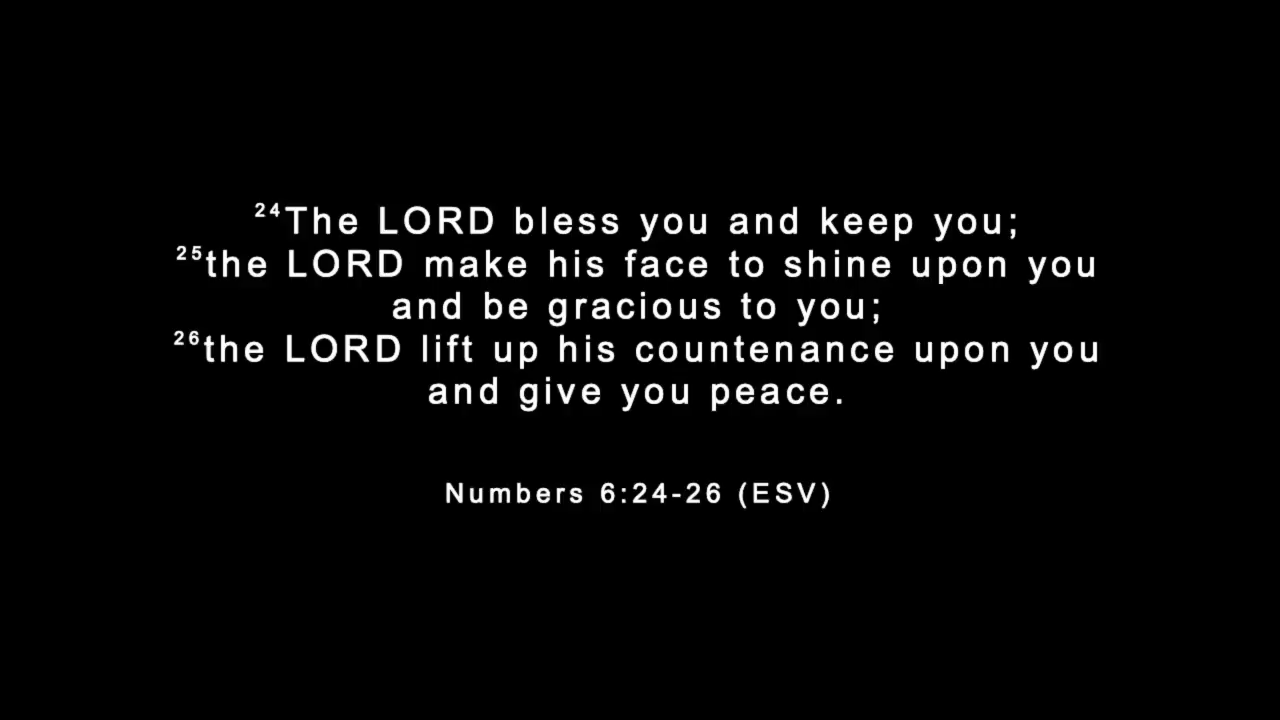 ²⁴The LORD bless you and keep you;
²⁵the LORD make his face to shine upon you
and be gracious to you;
²⁶the LORD lift up his countenance upon you
and give you peace.
Numbers 6:24-26 (ESV)